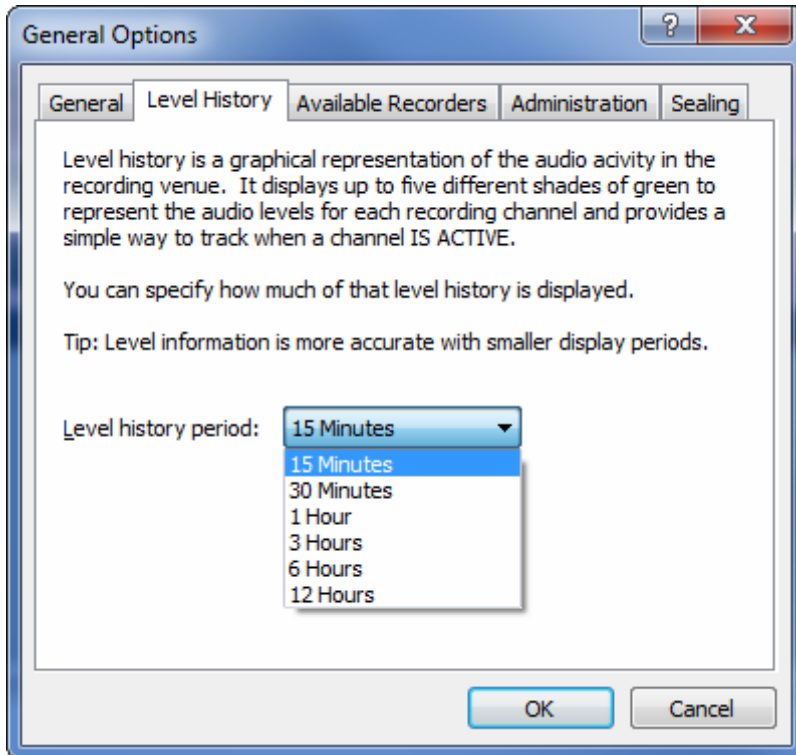 General Options
? X
General Level History Available Recorders Administration Sealing
Level history is a graphical representation of the audio acivity in the
recording venue.  It displays up to five different shades of green to
represent the audio levels for each recording channel and provides a
simple way to track when a channel IS ACTIVE.
You can specify how much of that level history is displayed.
Tip: Level information is more accurate with smaller display periods.
Level history period: 15 Minutes
15 Minutes
30 Minutes
1 Hour
3 Hours
6 Hours
12 Hours
OK Cancel